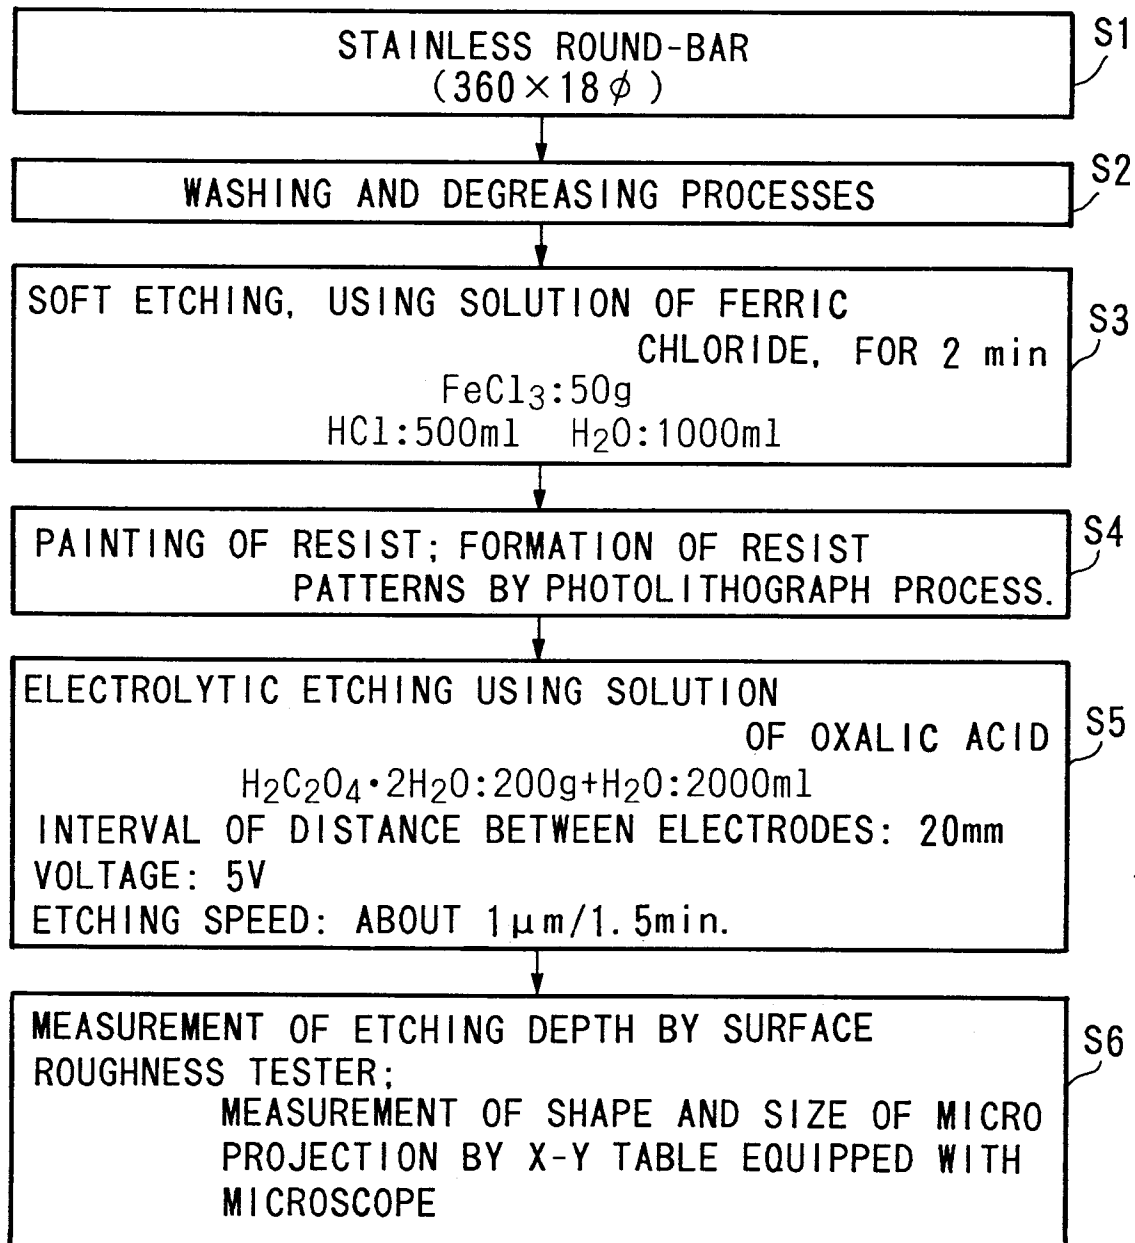 STAINLESS ROUND-BAR
(360×18φ)
S1
WASHING AND DEGREASING PROCESSES
S2
SOFT ETCHING, USING SOLUTION OF FERRIC
CHLORIDE, FOR 2 min
FeCl3:50g
HCl:500ml H2O:1000ml
S3
PAINTING OF RESIST; FORMATION OF RESIST
PATTERNS BY PHOTOLITHOGRAPH PROCESS.
S4
ELECTROLYTIC ETCHING USING SOLUTION
OF OXALIC ACID
H2C2O4·2H2O:200g+H2O:2000ml
INTERVAL OF DISTANCE BETWEEN ELECTRODES: 20mm
VOLTAGE: 5V
ETCHING SPEED: ABOUT 1μm/1.5min.
S5
MEASUREMENT OF ETCHING DEPTH BY SURFACE
ROUGHNESS TESTER;
MEASUREMENT OF SHAPE AND SIZE OF MICRO
PROJECTION BY X-Y TABLE EQUIPPED WITH
MICROSCOPE
S6